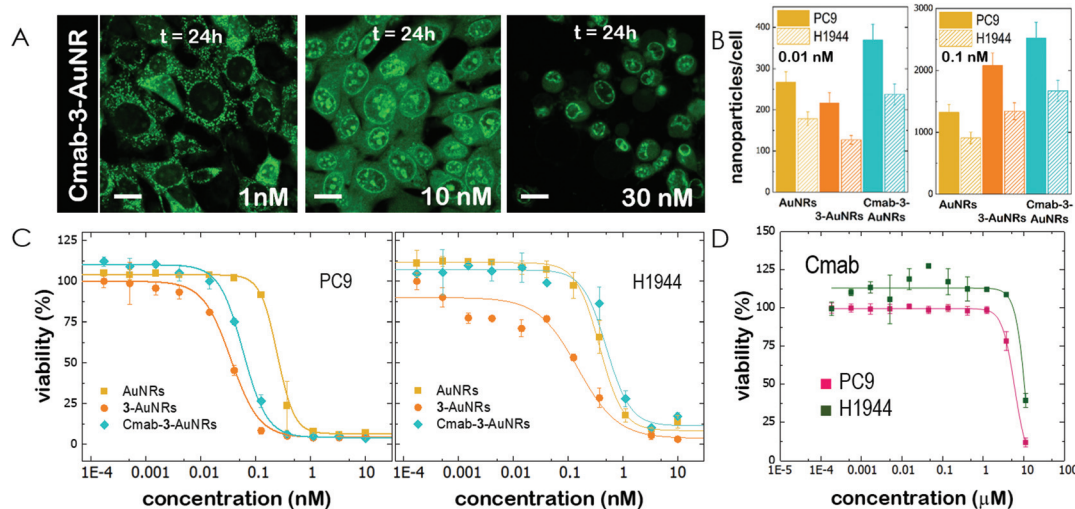 A
Cmab-3-AuNR
t = 24h
1nM
t = 24h
10 nM
t = 24h
30 nM
B
nanoparticles/cell
400
300
200
100
0
PC9
H1944
0.01 nM
AuNRs
3-AuNRs
Cmab-3-
AuNRs
3000
2000
1000
0
PC9
H1944
0.1 nM
AuNRs
3-AuNRs
Cmab-3-
AuNRs
C
viability (%)
125
100
75
50
25
0
PC9
AuNRs
3-AuNRs
Cmab-3-AuNRs
1E-4
0.001
0.01
0.1
1
10
concentration (nM)
H1944
AuNRs
3-AuNRs
Cmab-3-AuNRs
1E-4
0.001
0.01
0.1
1
10
concentration (nM)
D
viability (%)
150
125
100
75
50
25
0
Cmab
PC9
H1944
1E-5
1E-4
0.001
0.01
0.1
1
10
100
concentration (μM)